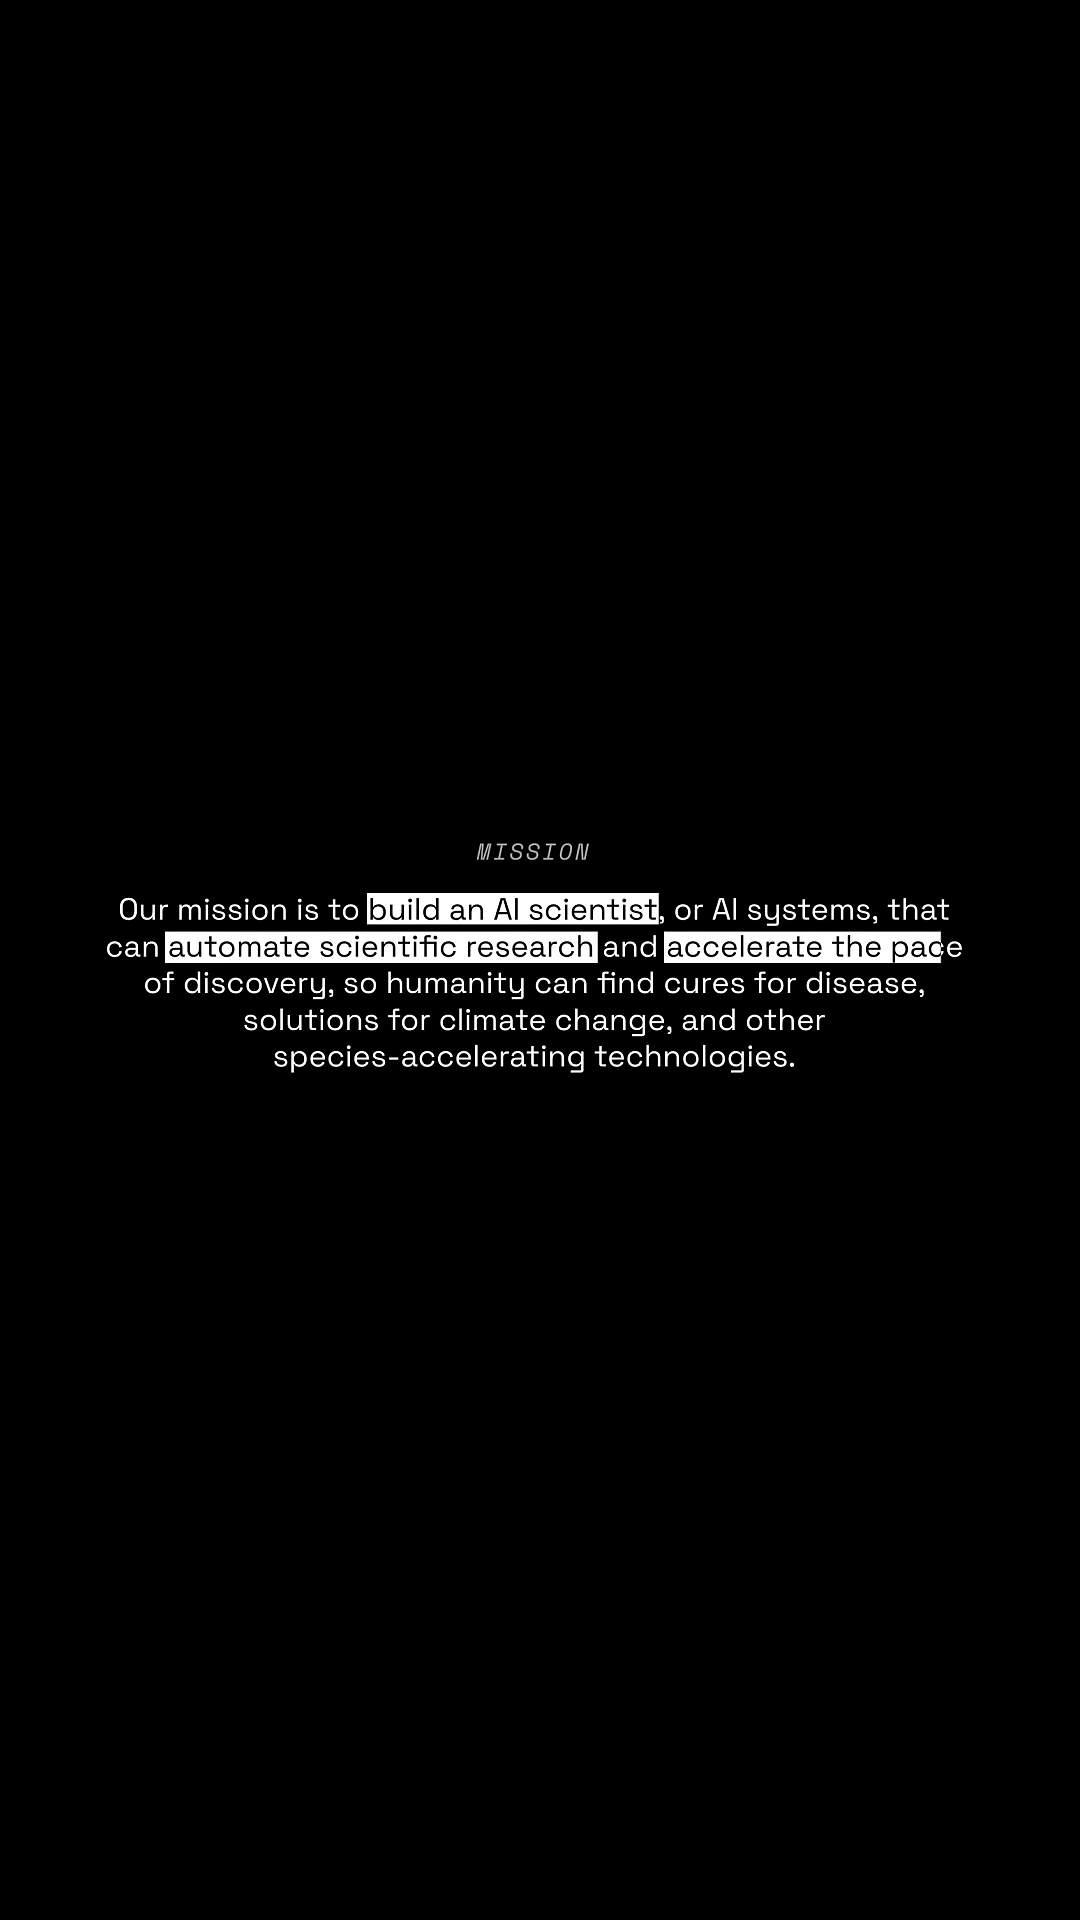 MISSION
Our mission is to build an AI scientist, or AI systems, that
can automate scientific research and accelerate the pace
of discovery, so humanity can find cures for disease,
solutions for climate change, and other
species-accelerating technologies.